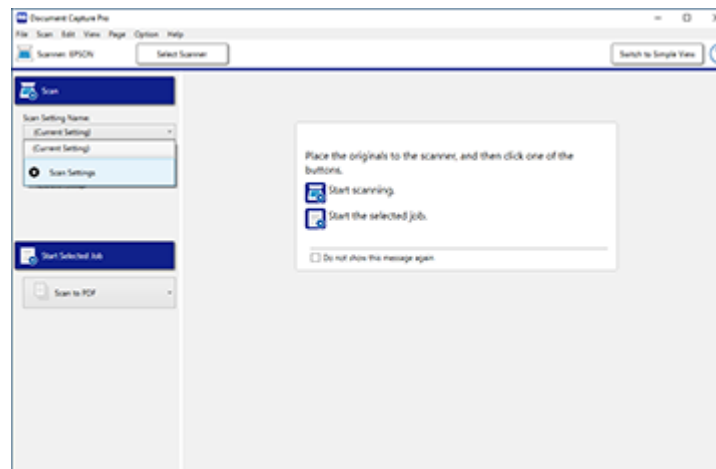 Document Capture Pro
File Scan Edit View Page Option Help
Scanner: EPSON
Select Scanner
Switch to Simple View
Scan
Scan Setting Name:
(Current Setting)
(Current Setting)
Scan Settings
Start Selected Job
Scan to PDF
Place the originals to the scanner, and then click one of the
buttons.
Start scanning.
Start the selected job.
Do not show this message again